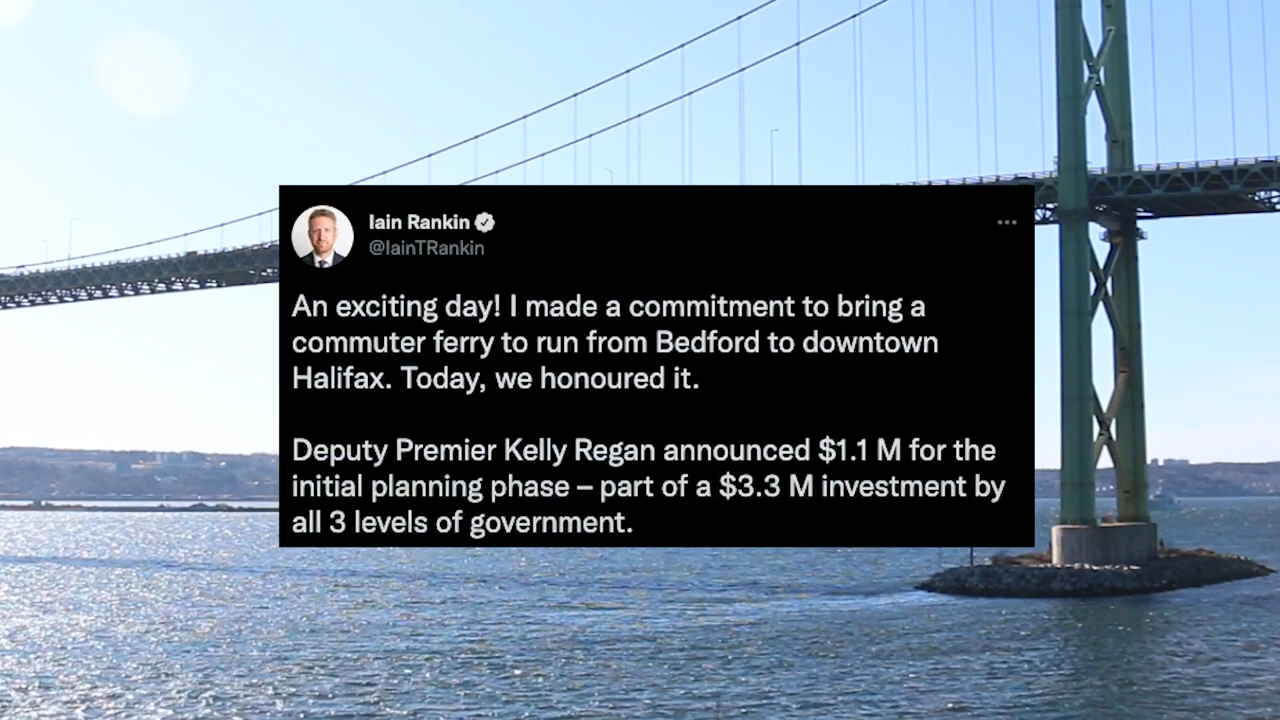 Iain Rankin
@IainTRankin
An exciting day! I made a commitment to bring a
commuter ferry to run from Bedford to downtown
Halifax. Today, we honoured it.
Deputy Premier Kelly Regan announced $1.1 M for the
initial planning phase – part of a $3.3 M investment by
all 3 levels of government.